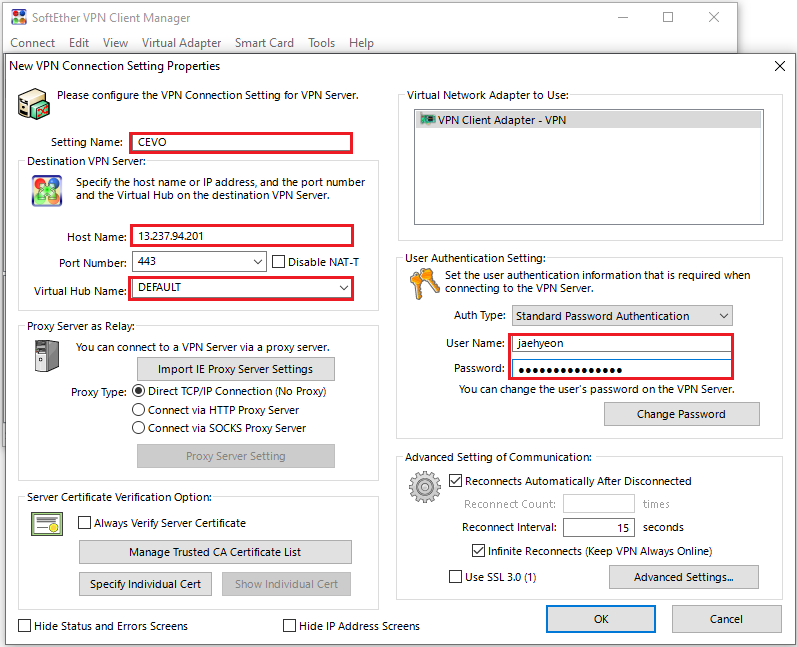 SoftEther VPN Client Manager
Connect Edit View Virtual Adapter Smart Card Tools Help
New VPN Connection Setting Properties
Please configure the VPN Connection Setting for VPN Server.
Setting Name: CEVO
Destination VPN Server:
Specify the host name or IP address, and the port number
and the Virtual Hub on the destination VPN Server.
Host Name: 13.237.94.201
Port Number: 443 Disable NAT-T
Virtual Hub Name: DEFAULT
Proxy Server as Relay:
You can connect to a VPN Server via a proxy server.
Import IE Proxy Server Settings
Proxy Type: Direct TCP/IP Connection (No Proxy)
Connect via HTTP Proxy Server
Connect via SOCKS Proxy Server
Proxy Server Setting
Server Certificate Verification Option:
Always Verify Server Certificate
Manage Trusted CA Certificate List
Specify Individual Cert Show Individual Cert
Hide Status and Errors Screens Hide IP Address Screens
Virtual Network Adapter to Use:
VPN Client Adapter - VPN
User Authentication Setting:
Set the user authentication information that is required when
connecting to the VPN Server.
Auth Type: Standard Password Authentication
User Name: jaehyeon
Password: ●●●●●●●●●●●●●●●
You can change the user's password on the VPN Server.
Change Password
Advanced Setting of Communication:
Reconnects Automatically After Disconnected
Reconnect Count: times
Reconnect Interval: 15 seconds
Infinite Reconnects (Keep VPN Always Online)
Use SSL 3.0 (1) Advanced Settings...
OK Cancel